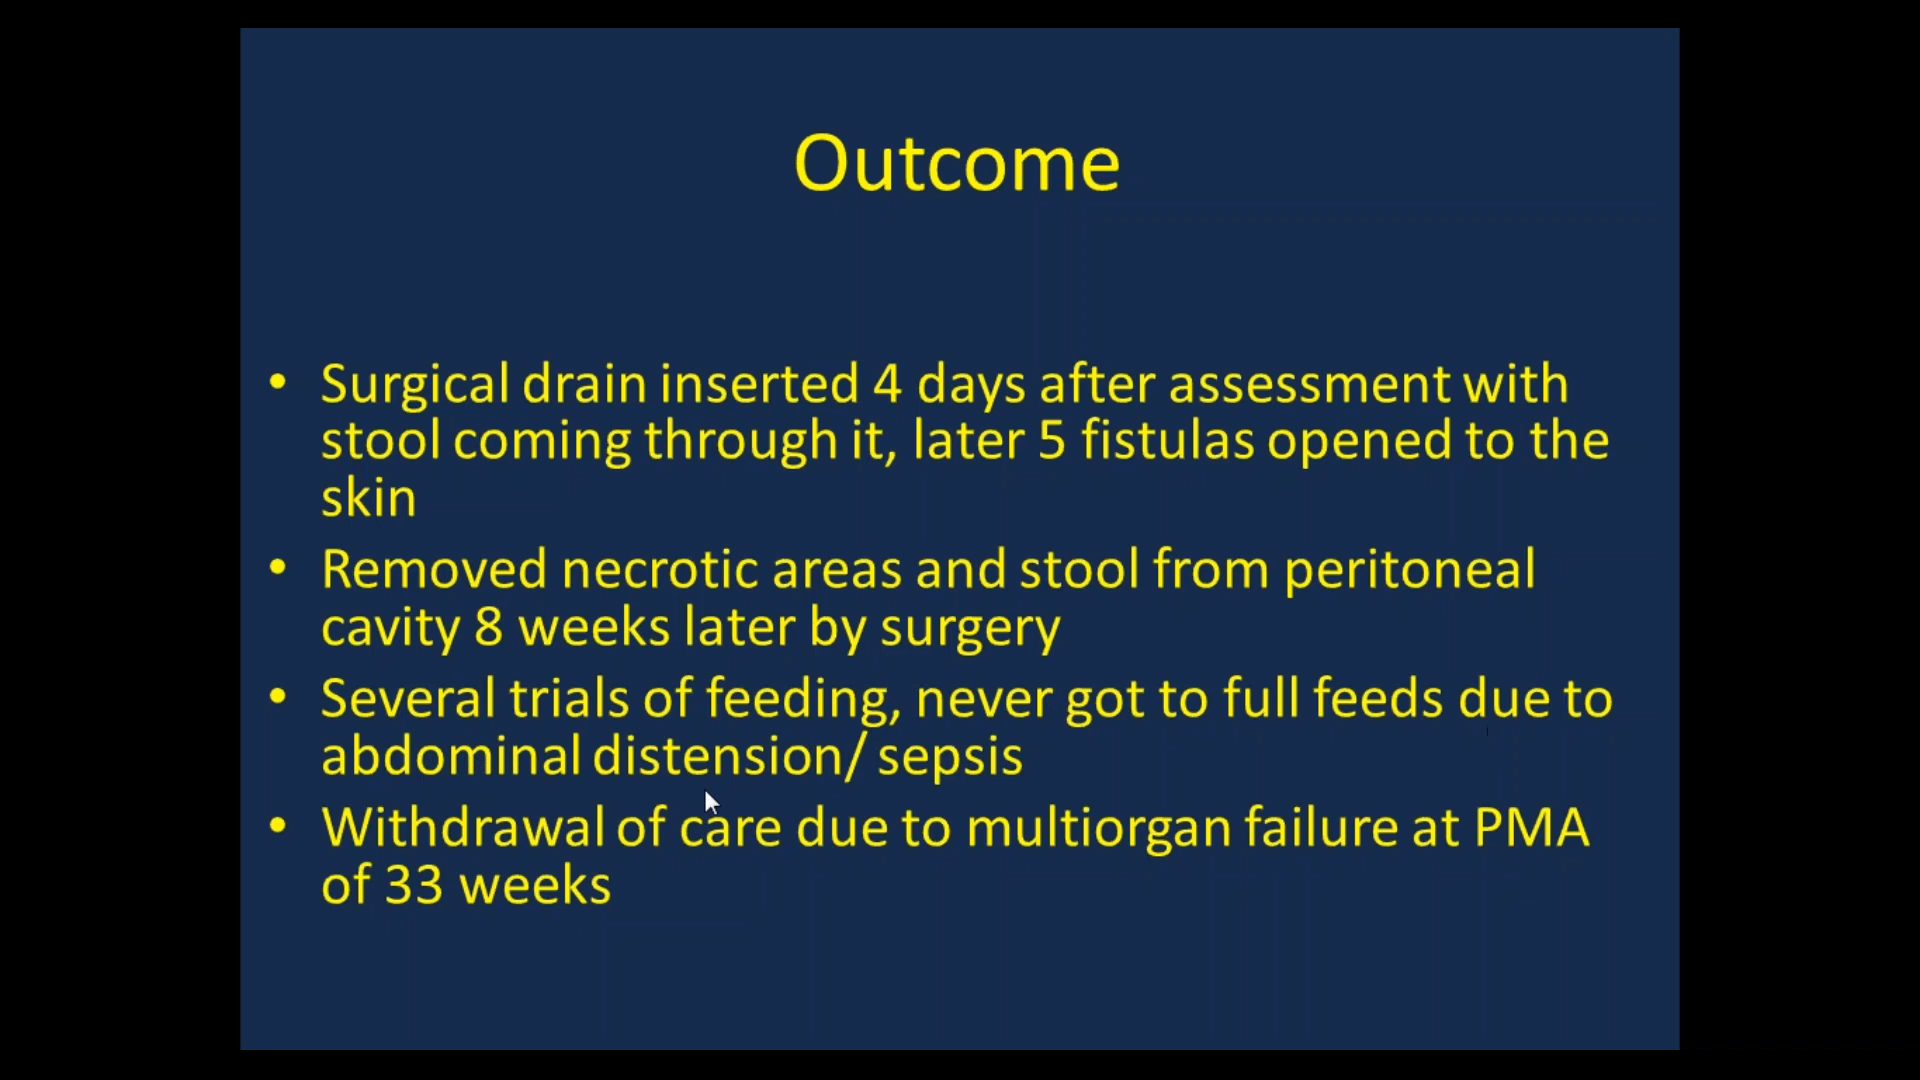 Outcome
• Surgical drain inserted 4 days after assessment with
stool coming through it, later 5 fistulas opened to the
skin
• Removed necrotic areas and stool from peritoneal
cavity 8 weeks later by surgery
• Several trials of feeding, never got to full feeds due to
abdominal distension/ sepsis
• Withdrawal of care due to multiorgan failure at PMA
of 33 weeks